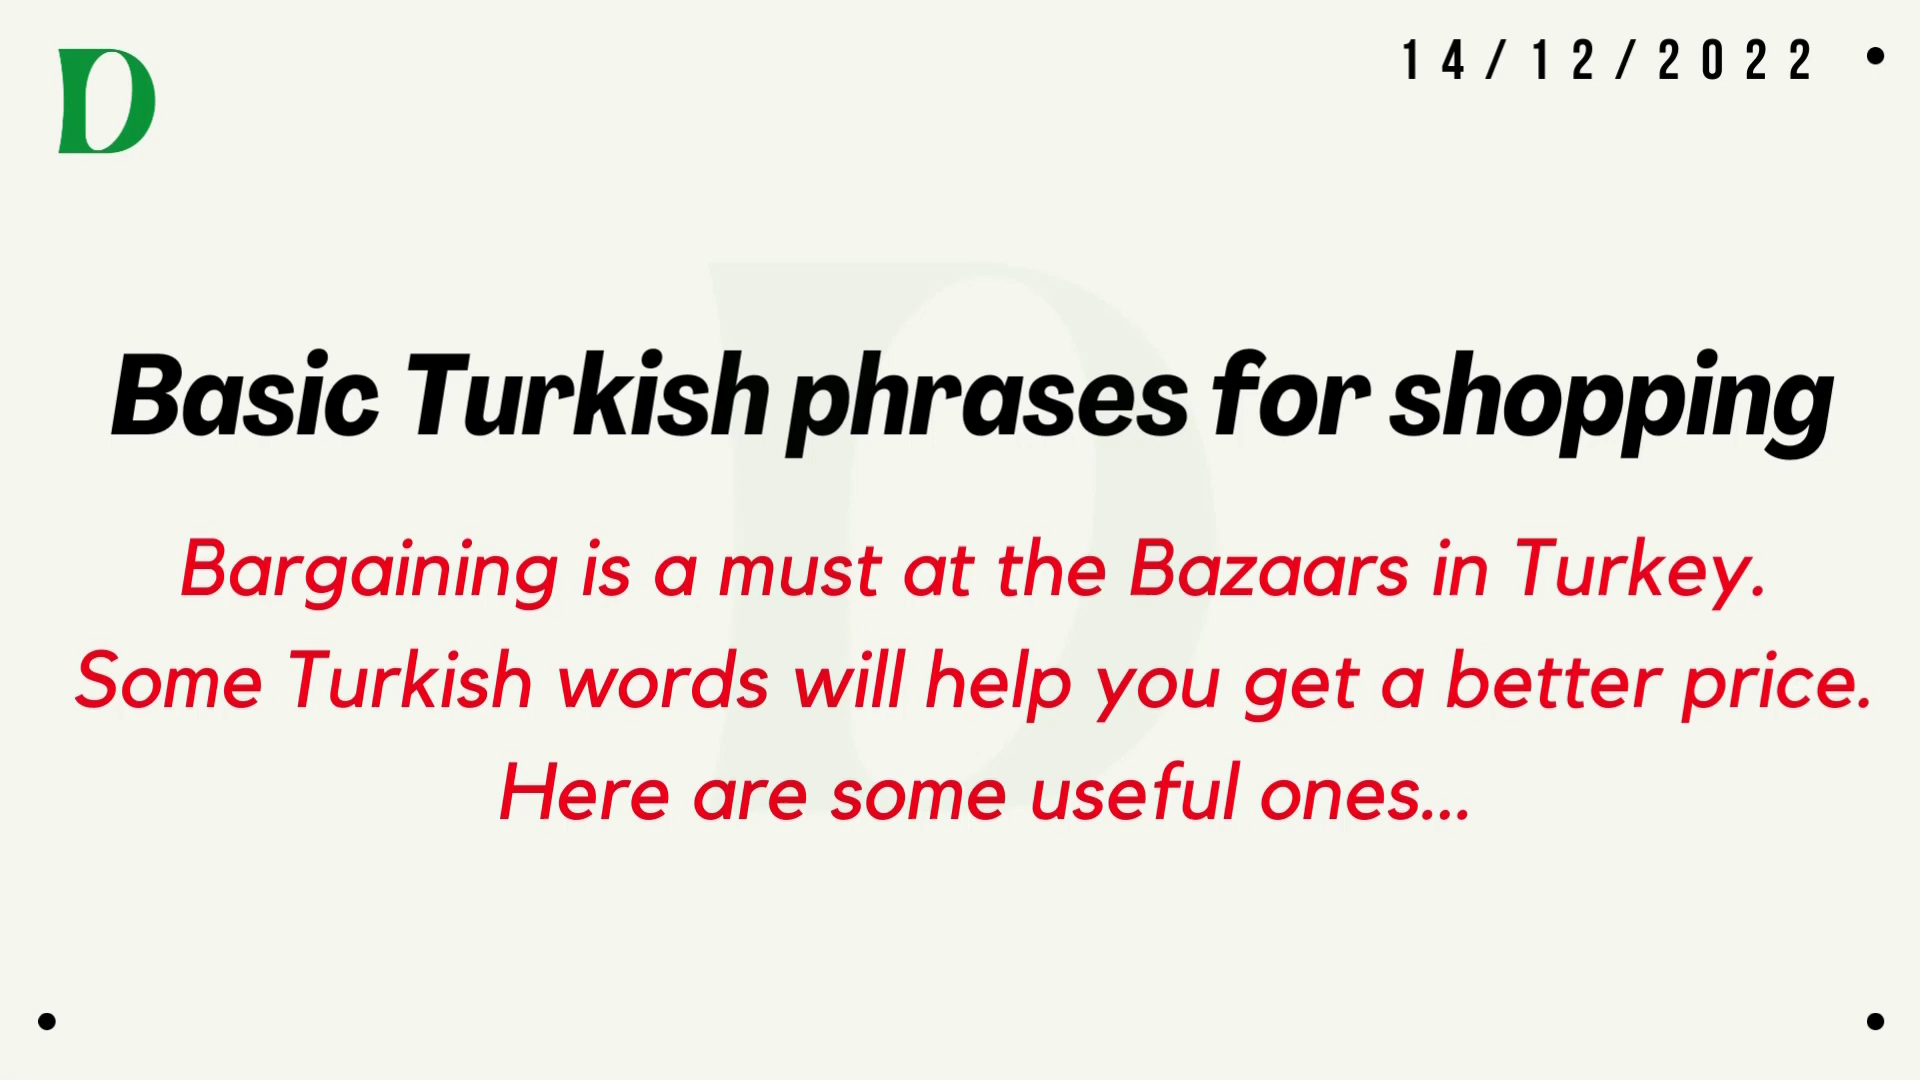 D
14/12/2022
Basic Turkish phrases for shopping
Bargaining is a must at the Bazaars in Turkey.
Some Turkish words will help you get a better price.
Here are some useful ones...